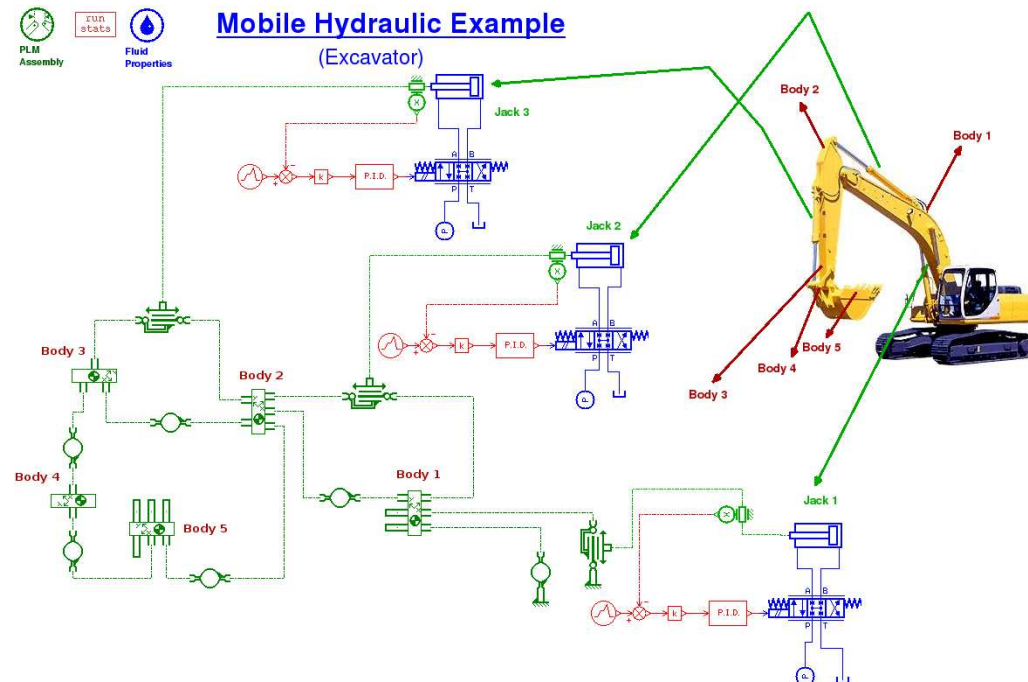 Mobile Hydraulic Example
(Excavator)
run
stats
PLM
Assembly
Fluid
Properties
Body 2
Body 1
Jack 3
X
A B
k
P.I.D.
P T
P
Jack 2
X
A B
k
P.I.D.
P T
P
Body 3
Body 2
Body 5
Body 4
Body 3
Body 1
Body 4
Body 5
Jack 1
X
A B
k
P.I.D.
P T
P